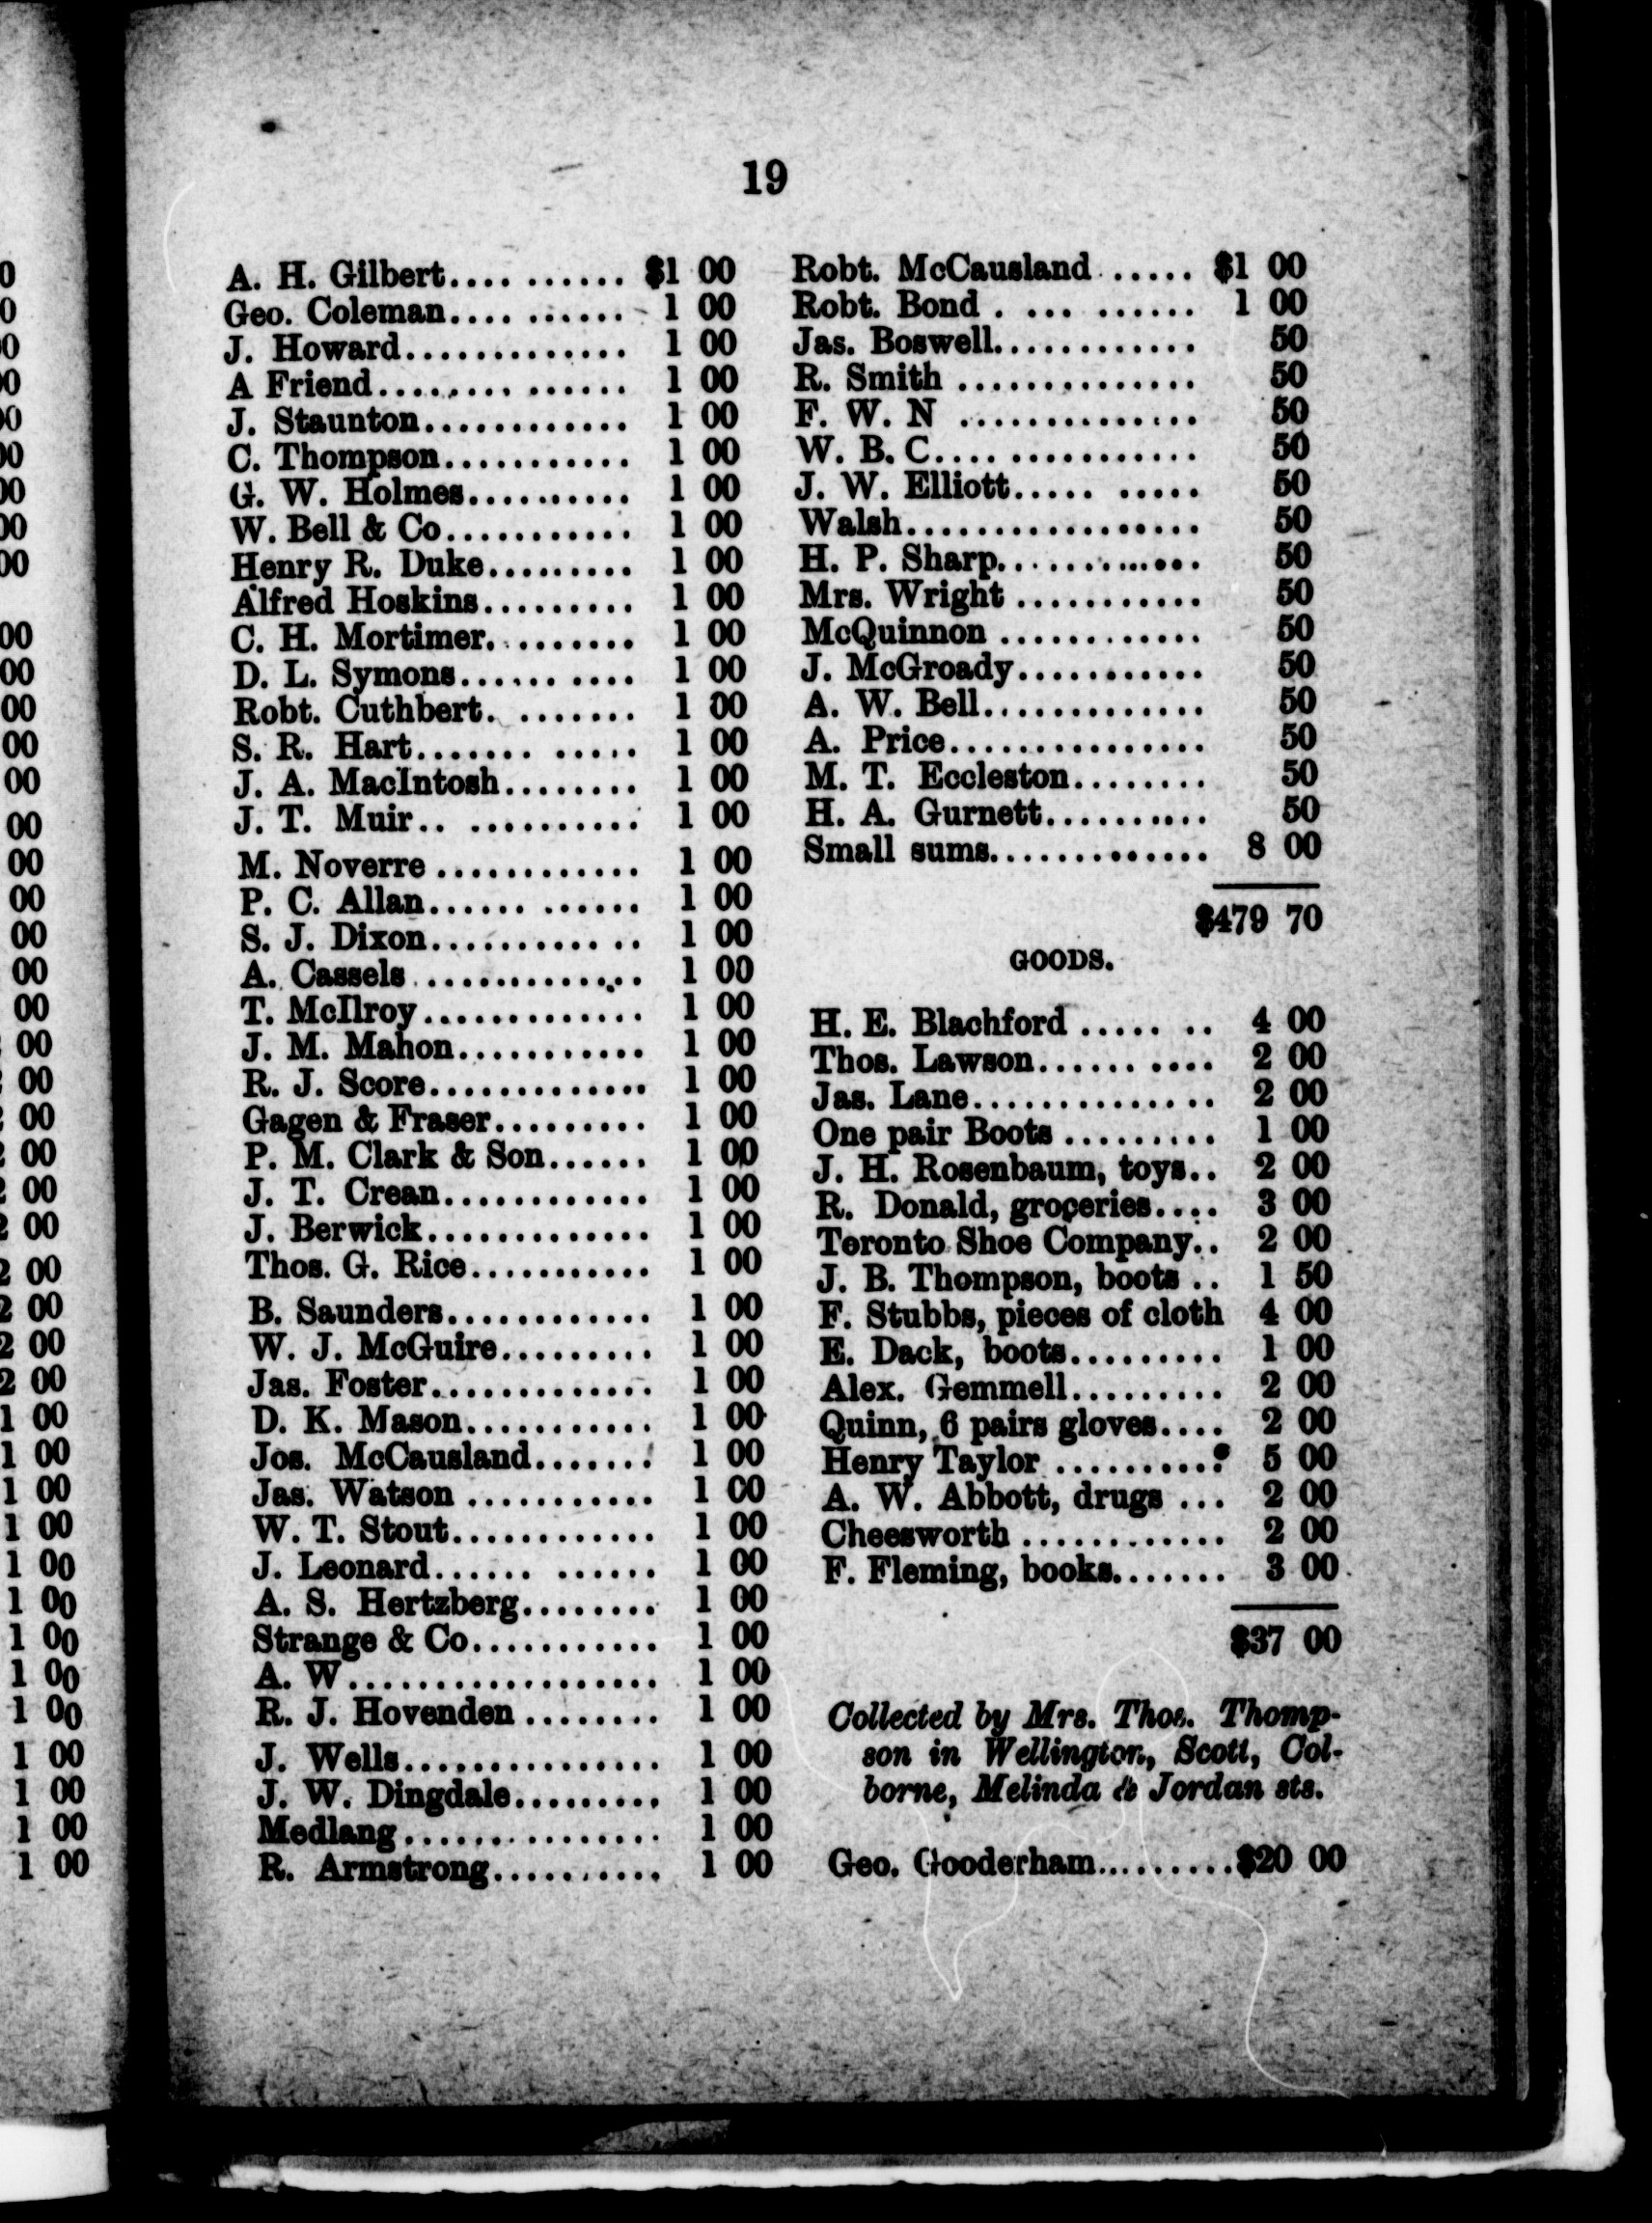 19
A. H. Gilbert.... ...... $1 00
Geo. Coleman.... ...... 1 00
J. Howard............. 1 00
A Friend........ ...... 1 00
J. Staunton............ 1 00
C. Thompson........... 1 00
G. W. Holmes.......... 1 00
W. Bell & Co........... 1 00
Henry R. Duke......... 1 00
Alfred Hoskins......... 1 00
C. H. Mortimer......... 1 00
D. L. Symons...... .... 1 00
Robt. Cuthbert. ....... 1 00
S. R. Hart....... ..... 1 00
J. A. MacIntosh........ 1 00
J. T. Muir.. .......... 1 00
M. Noverre ............ 1 00
P. C. Allan...... ...... 1 00
S. J. Dixon............ 1 00
A. Cassels ............. 1 00
T. McIlroy............. 1 00
J. M. Mahon........... 1 00
R. J. Score............. 1 00
Gagen & Fraser......... 1 00
P. M. Clark & Son...... 1 00
J. T. Crean............ 1 00
J. Berwick............. 1 00
Thos. G. Rice........... 1 00
B. Saunders............ 1 00
W. J. McGuire......... 1 00
Jas. Foster............. 1 00
D. K. Mason........... 1 00
Jos. McCausland....... 1 00
Jas. Watson ........... 1 00
W. T. Stout............ 1 00
J. Leonard...... ...... 1 00
A. S. Hertzberg........ 1 00
Strange & Co........... 1 00
A. W.................. 1 00
R. J. Hovenden ........ 1 00
J. Wells............... 1 00
J. W. Dingdale......... 1 00
Medlang............... 1 00
R. Armstrong.......... 1 00
Robt. McCausland ..... $1 00
Robt. Bond . ... ...... 1 00
Jas. Boswell............ 50
R. Smith .............. 50
F. W. N .............. 50
W. B. C.... ........... 50
J. W. Elliott..... ..... 50
Walsh................. 50
H. P. Sharp............ 50
Mrs. Wright ........... 50
McQuinnon ............ 50
J. McGroady........... 50
A. W. Bell............. 50
A. Price............... 50
M. T. Eccleston........ 50
H. A. Gurnett.......... 50
Small sums............. 8 00
$479 70
GOODS.
H. E. Blachford ..... .. 4 00
Thos. Lawson...... .... 2 00
Jas. Lane.............. 2 00
One pair Boots ......... 1 00
J. H. Rosenbaum, toys.. 2 00
R. Donald, groceries.... 3 00
Toronto Shoe Company.. 2 00
J. B. Thompson, boots .. 1 50
F. Stubbs, pieces of cloth 4 00
E. Dack, boots......... 1 00
Alex. Gemmell......... 2 00
Quinn, 6 pairs gloves.... 2 00
Henry Taylor .......... 5 00
A. W. Abbott, drugs ... 2 00
Cheesworth ............ 2 00
F. Fleming, books....... 3 00
$37 00
Collected by Mrs. Thos. Thomp-
son in Wellington, Scott, Col-
borne, Melinda & Jordan sts.
Geo. Gooderham.........$20 00